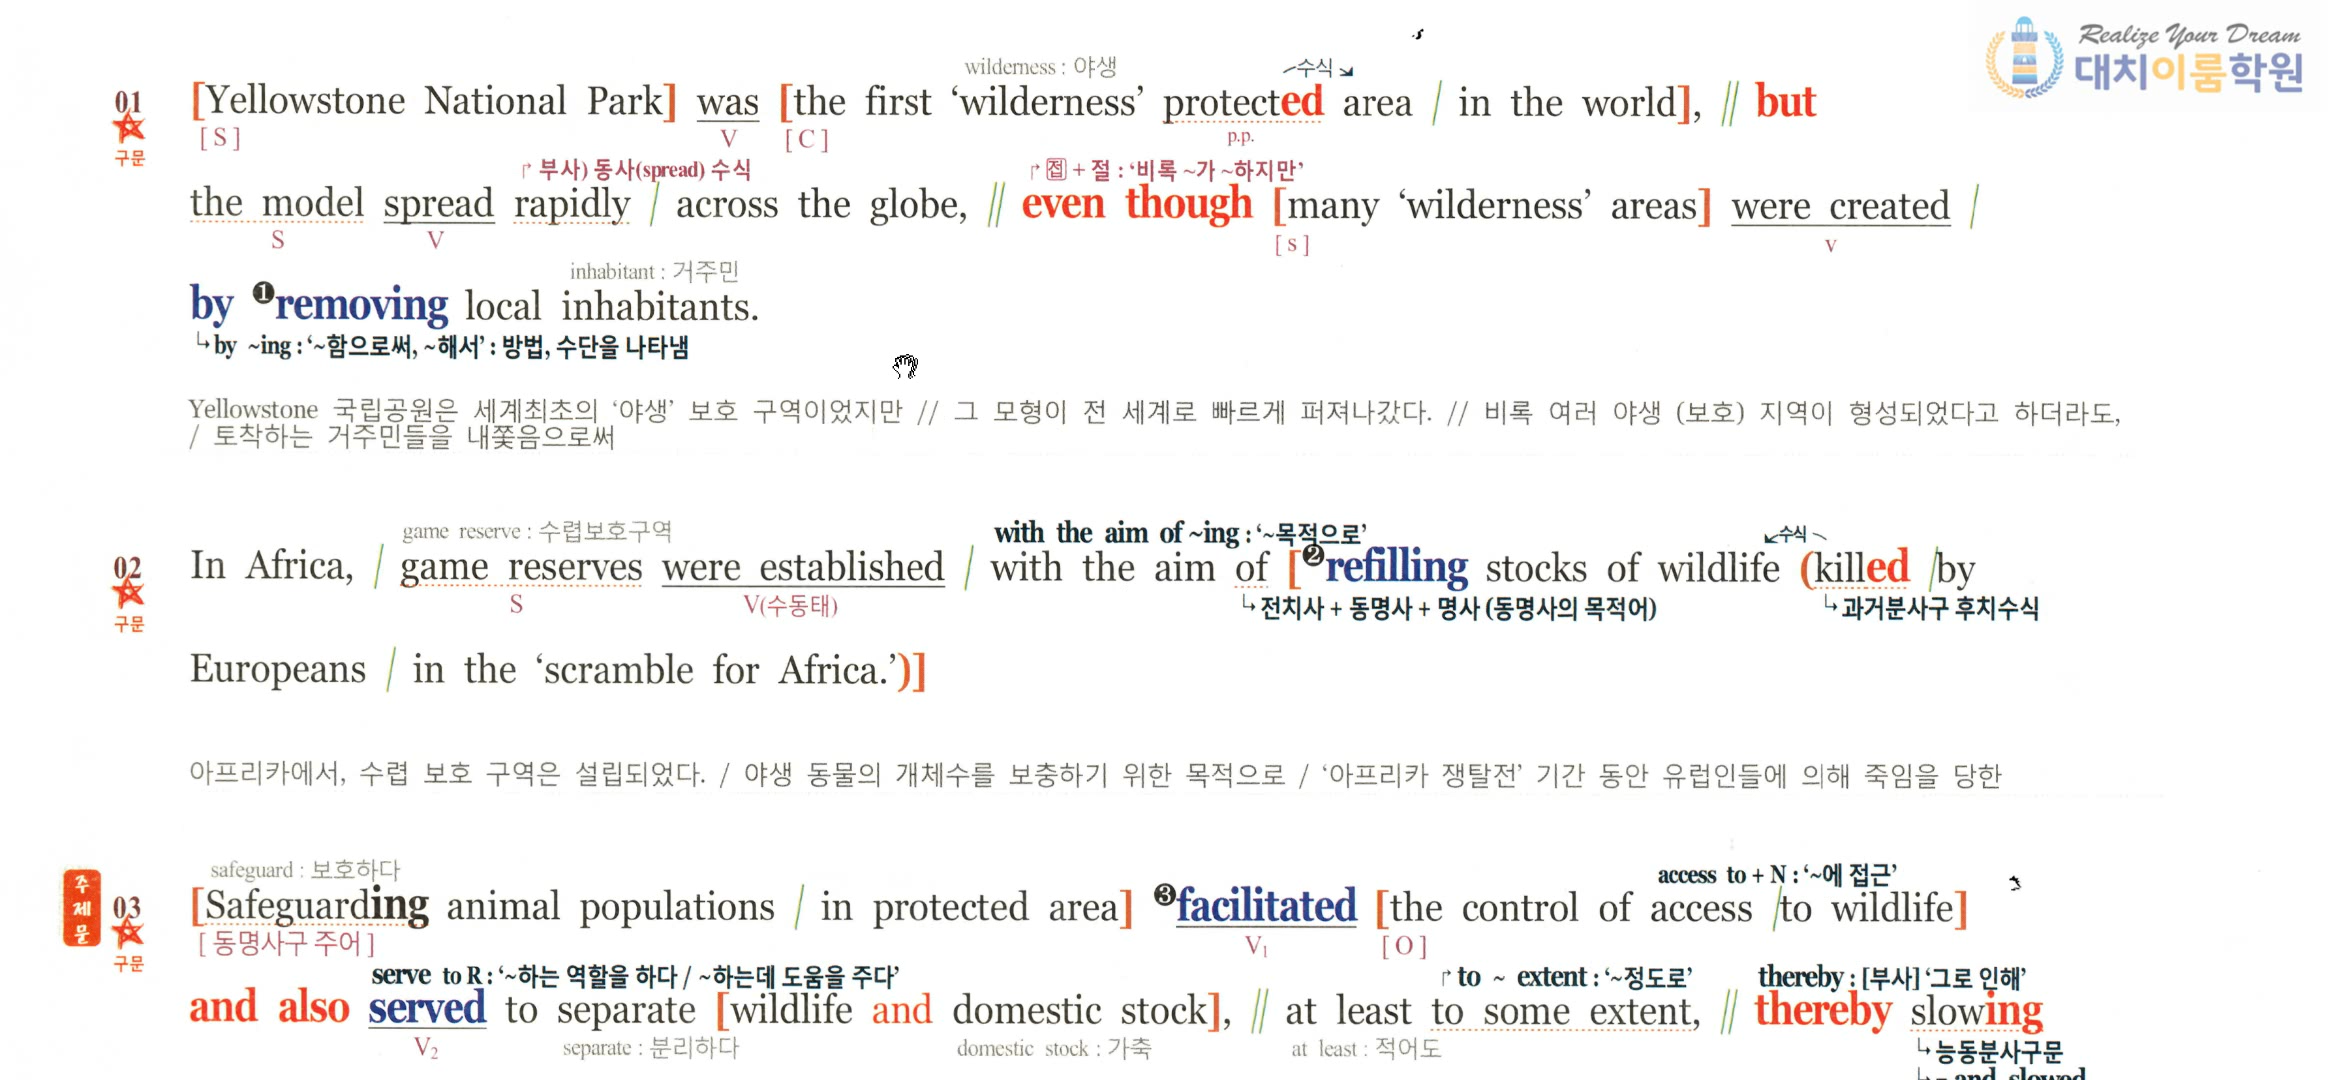 Realize Your Dream
대치이룸학원
wilderness : 야생
수식
01 [Yellowstone National Park] was [the first ‘wilderness’ protected area / in the world], // but
구문
[ S ] V [ C ] p.p.
부사) 동사(spread) 수식
접 + 절 : ‘비록 ~가 ~하지만’
the model spread rapidly / across the globe, // even though [many ‘wilderness’ areas] were created /
S V [ s ] v
inhabitant : 거주민
by ❶removing local inhabitants.
↳by ~ing : ‘~함으로써, ~해서’ : 방법, 수단을 나타냄
Yellowstone 국립공원은 세계최초의 ‘야생’ 보호 구역이었지만 // 그 모형이 전 세계로 빠르게 퍼져나갔다. // 비록 여러 야생 (보호) 지역이 형성되었다고 하더라도,
/ 토착하는 거주민들을 내쫓음으로써
game reserve : 수렵보호구역
with the aim of ~ing : ‘~목적으로’
수식
02 In Africa, / game reserves were established / with the aim of [❷refilling stocks of wildlife (killed /by
구문
S V(수동태) ↳전치사 + 동명사 + 명사 (동명사의 목적어) ↳과거분사구 후치수식
Europeans / in the ‘scramble for Africa.’)]
아프리카에서, 수렵 보호 구역은 설립되었다. / 야생 동물의 개체수를 보충하기 위한 목적으로 / ‘아프리카 쟁탈전’ 기간 동안 유럽인들에 의해 죽임을 당한
safeguard : 보호하다
access to + N : ‘~에 접근’
주제문
03 [Safeguarding animal populations / in protected area] ❸facilitated [the control of access /to wildlife]
구문
[ 동명사구 주어 ] V₁ [ O ]
serve to R : ‘~하는 역할을 하다 / ~하는데 도움을 주다’
to ~ extent : ‘~정도로’
thereby : [부사] ‘그로 인해’
and also served to separate [wildlife and domestic stock], // at least to some extent, // thereby slowing
V₂ separate : 분리하다 domestic stock : 가축 at least : 적어도
↳능동분사구문
↳= and slowed